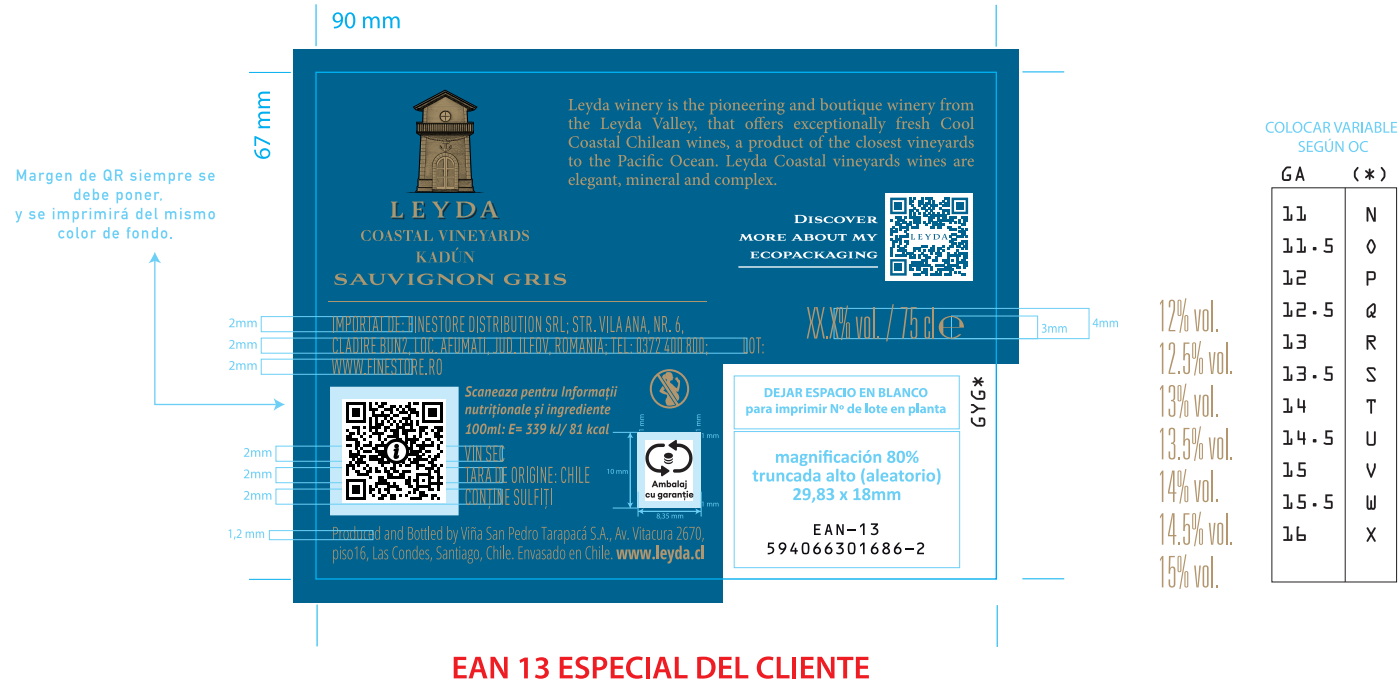 90 mm
67 mm
Margen de QR siempre se
debe poner,
y se imprimirá del mismo
color de fondo.
LEYDA
COASTAL VINEYARDS
KADÚN
SAUVIGNON GRIS
Leyda winery is the pioneering and boutique winery from
the Leyda Valley, that offers exceptionally fresh Cool
Coastal Chilean wines, a product of the closest vineyards
to the Pacific Ocean. Leyda Coastal vineyards wines are
elegant, mineral and complex.
DISCOVER
MORE ABOUT MY
ECOPACKAGING
LEYDA
2mm
2mm
2mm
IMPORTAT DE: FINESTORE DISTRIBUTION SRL; STR. VILA ANA, NR. 6,
CLADIRE BUN2, LOC. AFUMATI, JUD. ILFOV, ROMANIA; TEL: 0372 400 800;
WWW.FINESTORE.RO
LOT:
XX.X% vol. / 75 cl e
3mm
4mm
Scaneaza pentru Informații
nutriționale și ingrediente
100ml: E= 339 kJ/ 81 kcal
i
2mm
2mm
2mm
VIN SEC
TARA DE ORIGINE: CHILE
CONȚINE SULFIȚI
1 mm
1 mm
1 mm
10 mm
Ambalaj
cu garanție
1 mm
8,35 mm
1,2 mm
Produced and Bottled by Viña San Pedro Tarapacá S.A., Av. Vitacura 2670,
piso16, Las Condes, Santiago, Chile. Envasado en Chile. www.leyda.cl
DEJAR ESPACIO EN BLANCO
para imprimir Nº de lote en planta
GYG*
magnificación 80%
truncada alto (aleatorio)
29,83 x 18mm
EAN-13
594066301686-2
12% vol.
12.5% vol.
13% vol.
13.5% vol.
14% vol.
14.5% vol.
15% vol.
COLOCAR VARIABLE
SEGÚN OC
GA (*)
11 N
11.5 O
12 P
12.5 Q
13 R
13.5 S
14 T
14.5 U
15 V
15.5 W
16 X
EAN 13 ESPECIAL DEL CLIENTE